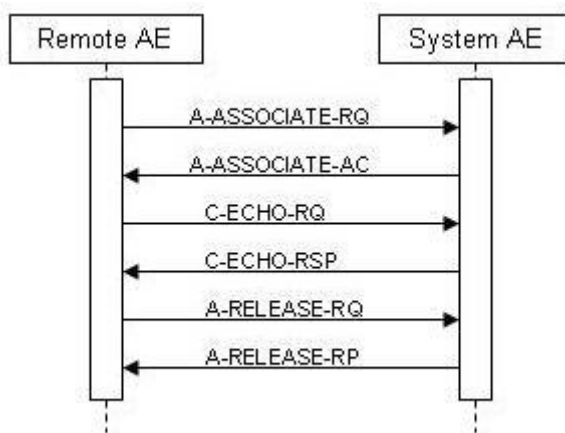 Remote AE
System AE
A-ASSOCIATE-RQ
A-ASSOCIATE-AC
C-ECHO-RQ
C-ECHO-RSP
A-RELEASE-RQ
A-RELEASE-RP